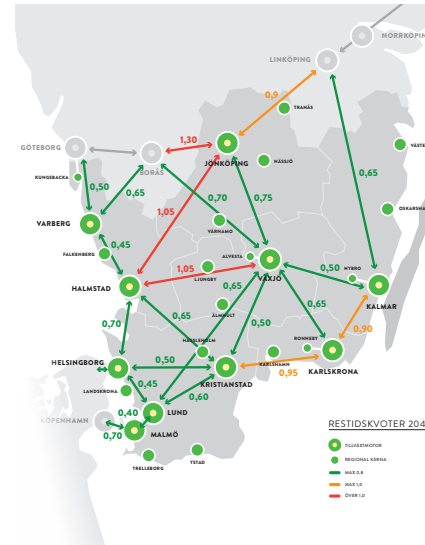 NORRKÖPIN
LINKÖPING
0,9
TRANÅS
1,30
VÄSTE
GÖTEBORG
JÖNKÖPING
NÄSSJÖ
BORÅS
KUNGSBACKA
0,50
0,65
0,70
0,75
0,65
OSKARSHA
1,05
VARBERG
VÄRNAMO
0,45
FALKENBERG
ALVESTA
1,05
LJUNGBY
VÄXJÖ
0,50
NYBRO
HALMSTAD
0,65
KALMAR
ÄLMHULT
0,65
0,65
0,70
0,50
0,90
RONNEBY
HÄSSLEHOLM
KARLSHAMN
HELSINGBORG
0,50
KARLSKRONA
0,95
KRISTIANSTAD
LANDSKRONA
0,45
0,60
0,40
LUND
KÖPENHAMN
0,70
MALMÖ
YSTAD
TRELLEBORG
RESTIDSKVOTER 204
TILLVÄXTMOTOR
REGIONAL KÄRNA
MAX 0,8
MAX 1,0
ÖVER 1,0